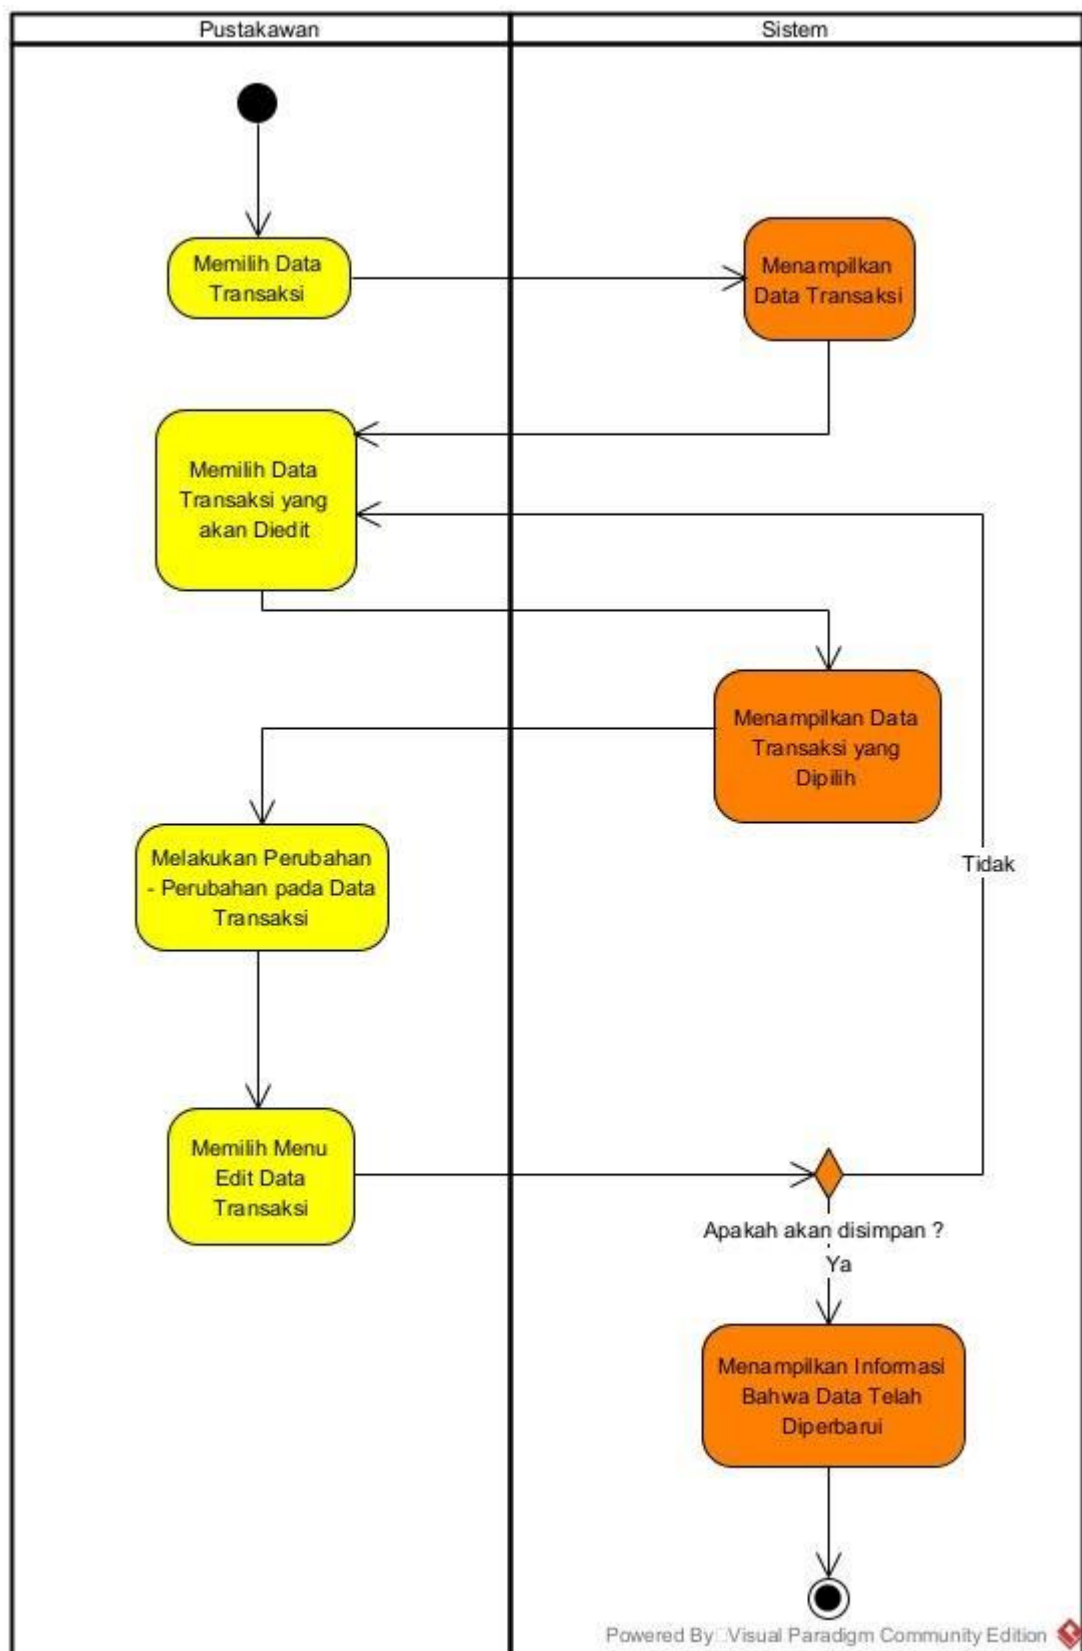 Pustakawan
Sistem
Memilih Data
Transaksi
Menampilkan
Data Transaksi
Memilih Data
Transaksi yang
akan Diedit
Menampilkan Data
Transaksi yang
Dipilih
Melakukan Perubahan
- Perubahan pada Data
Transaksi
Tidak
Memilih Menu
Edit Data
Transaksi
Apakah akan disimpan ?
Ya
Menampilkan Informasi
Bahwa Data Telah
Diperbarui
Powered By Visual Paradigm Community Edition